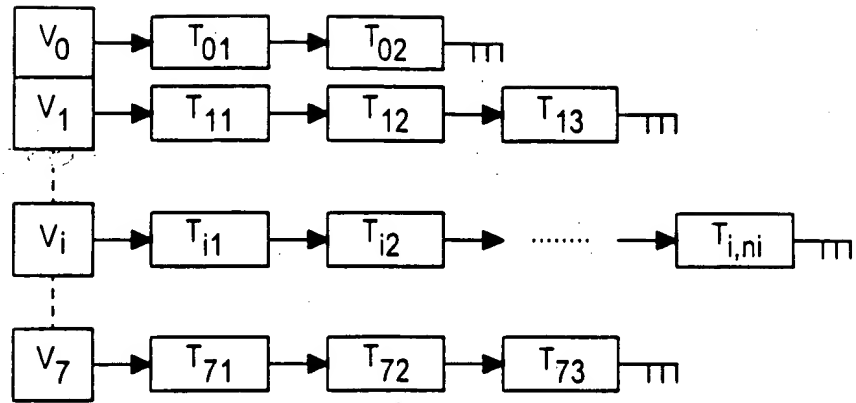 V0 T01 T02
V1 T11 T12 T13
Vi Ti1 Ti2 ........ Ti,ni
V7 T71 T72 T73